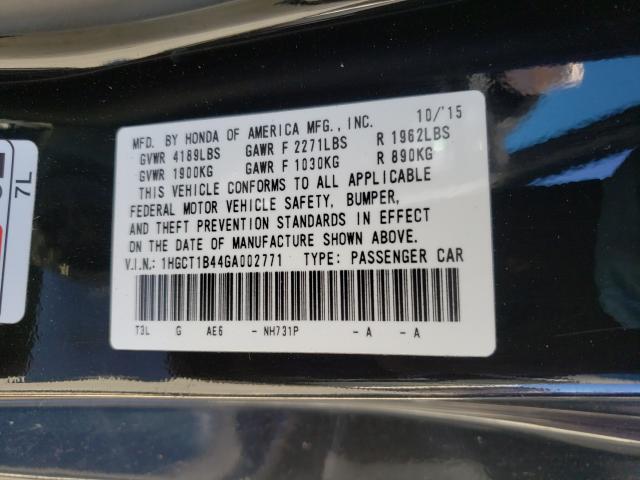 10/'15
MFD. BY HONDA OF AMERICA MFG., INC.
GVWR 4189LBS GAWR F 2271LBS R 1962LBS
GVWR 1900KG GAWR F 1030KG R 890KG
THIS VEHICLE CONFORMS TO ALL APPLICABLE
FEDERAL MOTOR VEHICLE SAFETY, BUMPER,
AND THEFT PREVENTION STANDARDS IN EFFECT
ON THE DATE OF MANUFACTURE SHOWN ABOVE.
V.I.N.: 1HGCT1B44GA002771 TYPE: PASSENGER CAR
T3L G AE6 - NH731P - A - A
7L